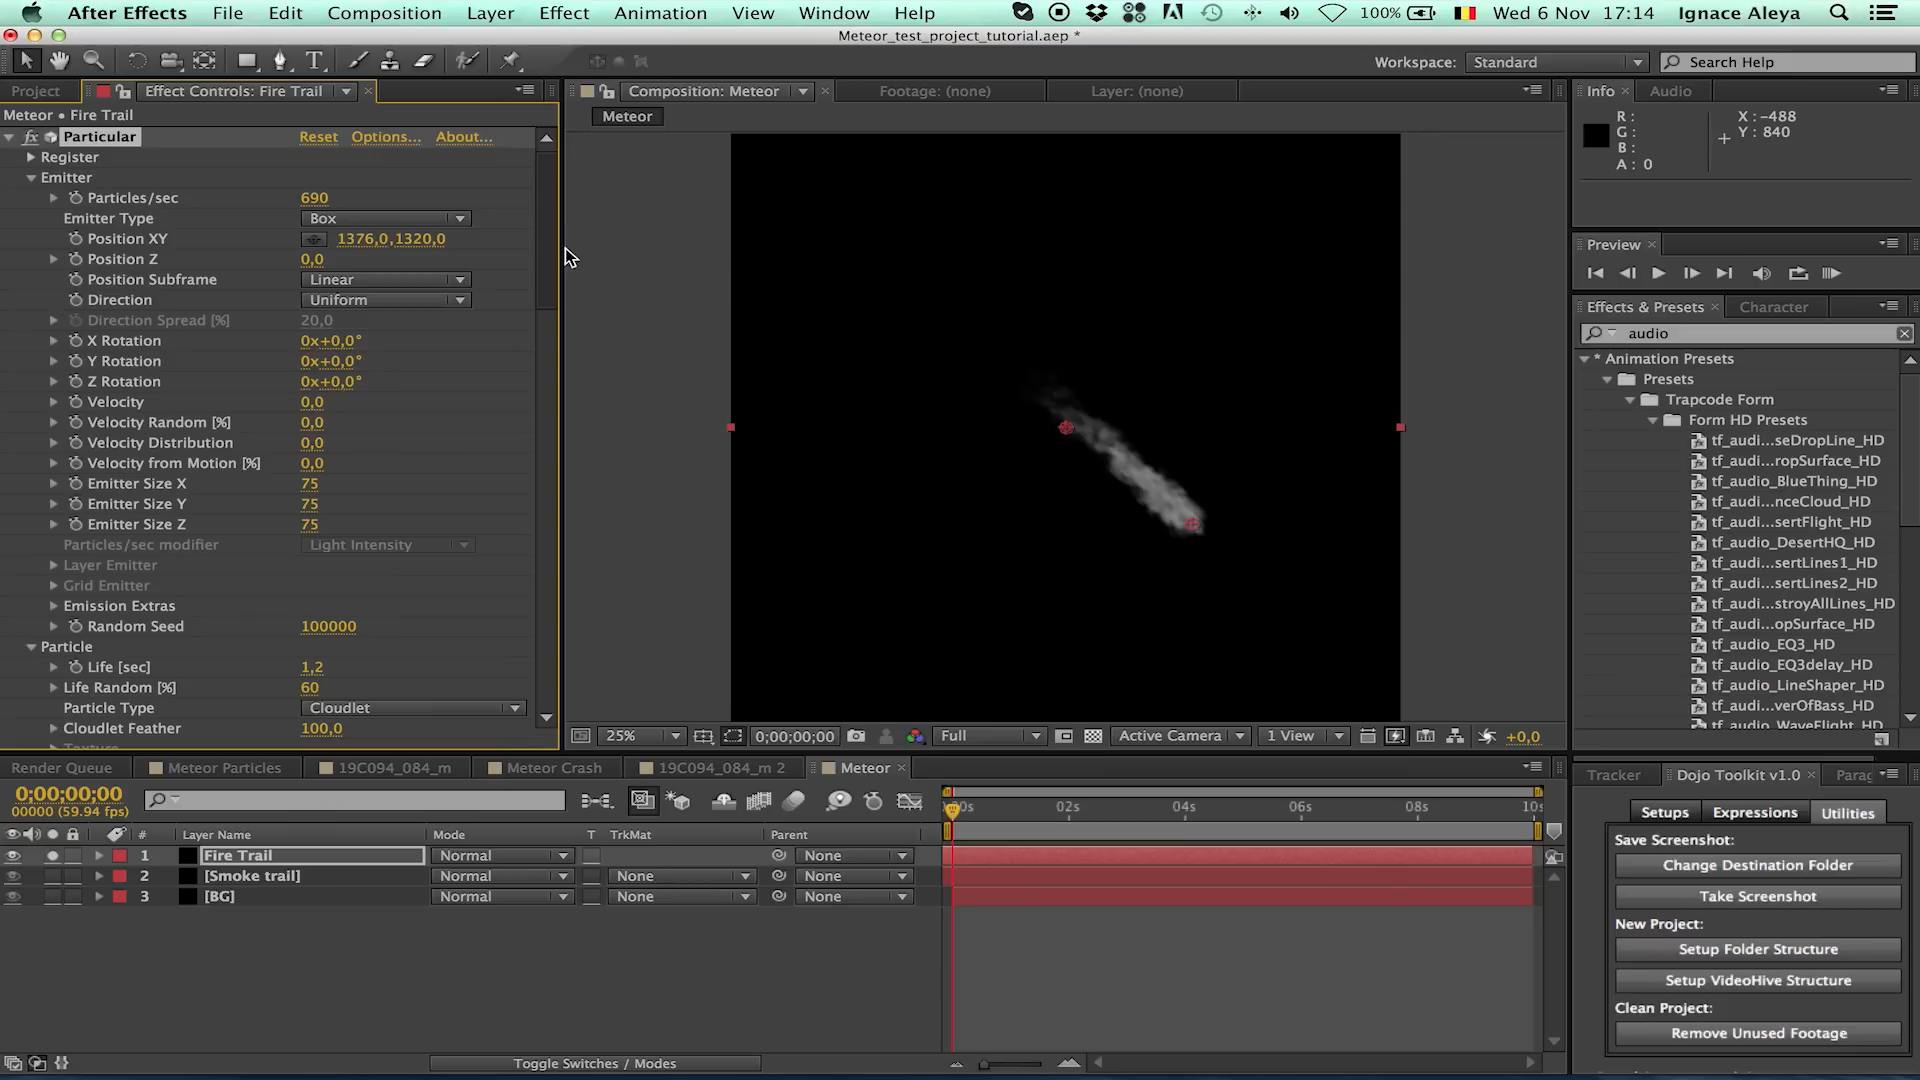 After Effects File Edit Composition Layer Effect Animation View Window Help 100% Wed 6 Nov 17:14 Ignace Aleya
Meteor_test_project_tutorial.aep *
Workspace: Standard Search Help
Project Effect Controls: Fire Trail Composition: Meteor Footage: (none) Layer: (none) Info Audio
Meteor • Fire Trail
Meteor
R: X: -488
G: Y: 840
B:
A: 0
fx Particular Reset Options... About...
Register
Emitter
Particles/sec 690
Emitter Type Box
Position XY 1376,0,1320,0
Position Z 0,0
Position Subframe Linear
Direction Uniform
Direction Spread [%] 20,0
X Rotation 0x+0,0°
Y Rotation 0x+0,0°
Z Rotation 0x+0,0°
Velocity 0,0
Velocity Random [%] 0,0
Velocity Distribution 0,0
Velocity from Motion [%] 0,0
Emitter Size X 75
Emitter Size Y 75
Emitter Size Z 75
Particles/sec modifier Light Intensity
Layer Emitter
Grid Emitter
Emission Extras
Random Seed 100000
Particle
Life [sec] 1,2
Life Random [%] 60
Particle Type Cloudlet
Cloudlet Feather 100,0
Texture
25% 0;00;00;00 Full Active Camera 1 View +0,0
Preview
Effects & Presets Character
audio
* Animation Presets
Presets
Trapcode Form
Form HD Presets
tf_audi...seDropLine_HD
tf_audi...ropSurface_HD
tf_audio_BlueThing_HD
tf_audi...nceCloud_HD
tf_audi...sertFlight_HD
tf_audio_DesertHQ_HD
tf_audi...sertLines1_HD
tf_audi...sertLines2_HD
tf_audi...stroyAllLines_HD
tf_audi...opSurface_HD
tf_audio_EQ3_HD
tf_audio_EQ3delay_HD
tf_audio_LineShaper_HD
tf_audi...verOfBass_HD
tf_audio_WaveFlight_HD
Render Queue Meteor Particles 19C094_084_m Meteor Crash 19C094_084_m 2 Meteor
0;00;00;00
00000 (59.94 fps)
02s 04s 06s 08s
# Layer Name Mode T TrkMat Parent
1 Fire Trail Normal None
2 [Smoke trail] Normal None None
3 [BG] Normal None None
Toggle Switches / Modes
Tracker Dojo Toolkit v1.0 Parag
Setups Expressions Utilities
Save Screenshot:
Change Destination Folder
Take Screenshot
New Project:
Setup Folder Structure
Setup VideoHive Structure
Clean Project:
Remove Unused Footage